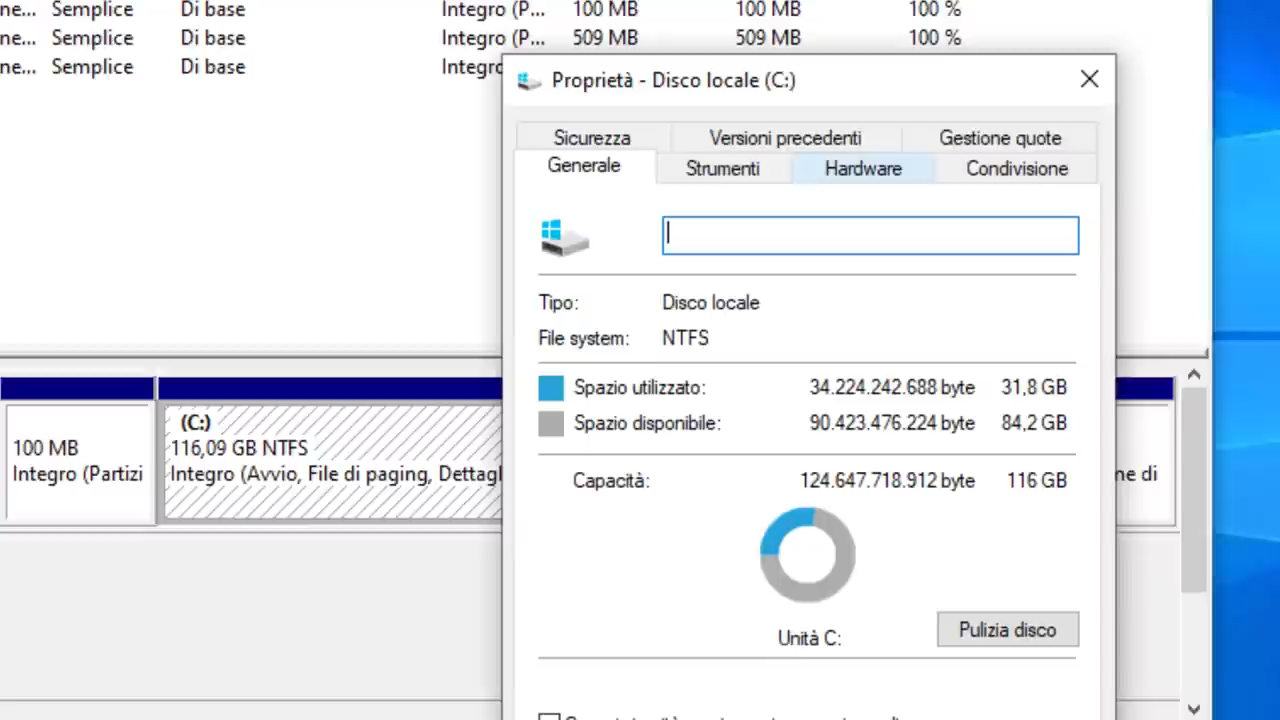 ne... Semplice Di base Integro (P... 100 MB 100 MB 100 %
ne... Semplice Di base Integro (P... 509 MB 509 MB 100 %
ne... Semplice Di base Integro
Proprietà - Disco locale (C:)
Sicurezza Versioni precedenti Gestione quote
Generale Strumenti Hardware Condivisione
Tipo: Disco locale
File system: NTFS
Spazio utilizzato: 34.224.242.688 byte 31,8 GB
Spazio disponibile: 90.423.476.224 byte 84,2 GB
Capacità: 124.647.718.912 byte 116 GB
Unità C:
Pulizia disco
100 MB
Integro (Partizi
(C:)
116,09 GB NTFS
Integro (Avvio, File di paging, Dettagl
ne di